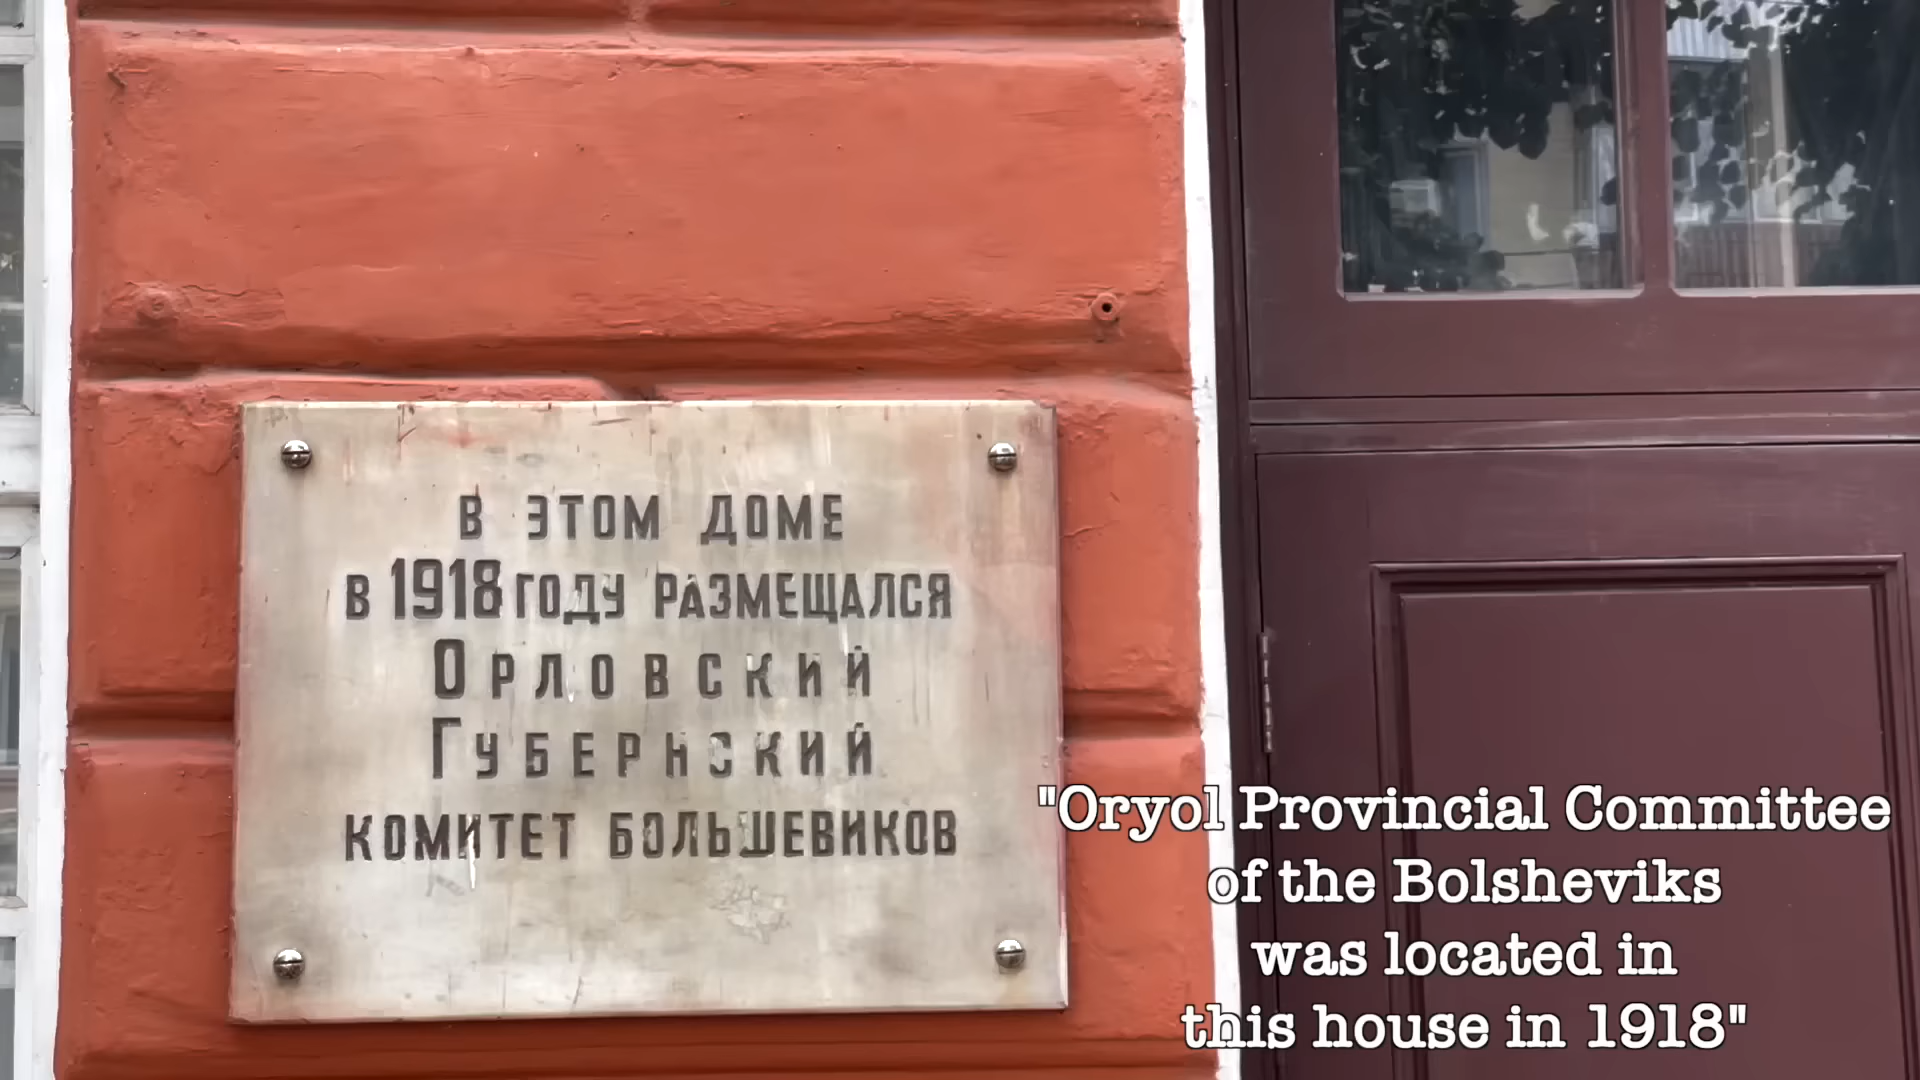 В ЭТОМ ДОМЕ
В 1918 ГОДУ РАЗМЕЩАЛСЯ
ОРЛОВСКИЙ
ГУБЕРНСКИЙ
КОМИТЕТ БОЛЬШЕВИКОВ
"Oryol Provincial Committee
of the Bolsheviks
was located in
this house in 1918"